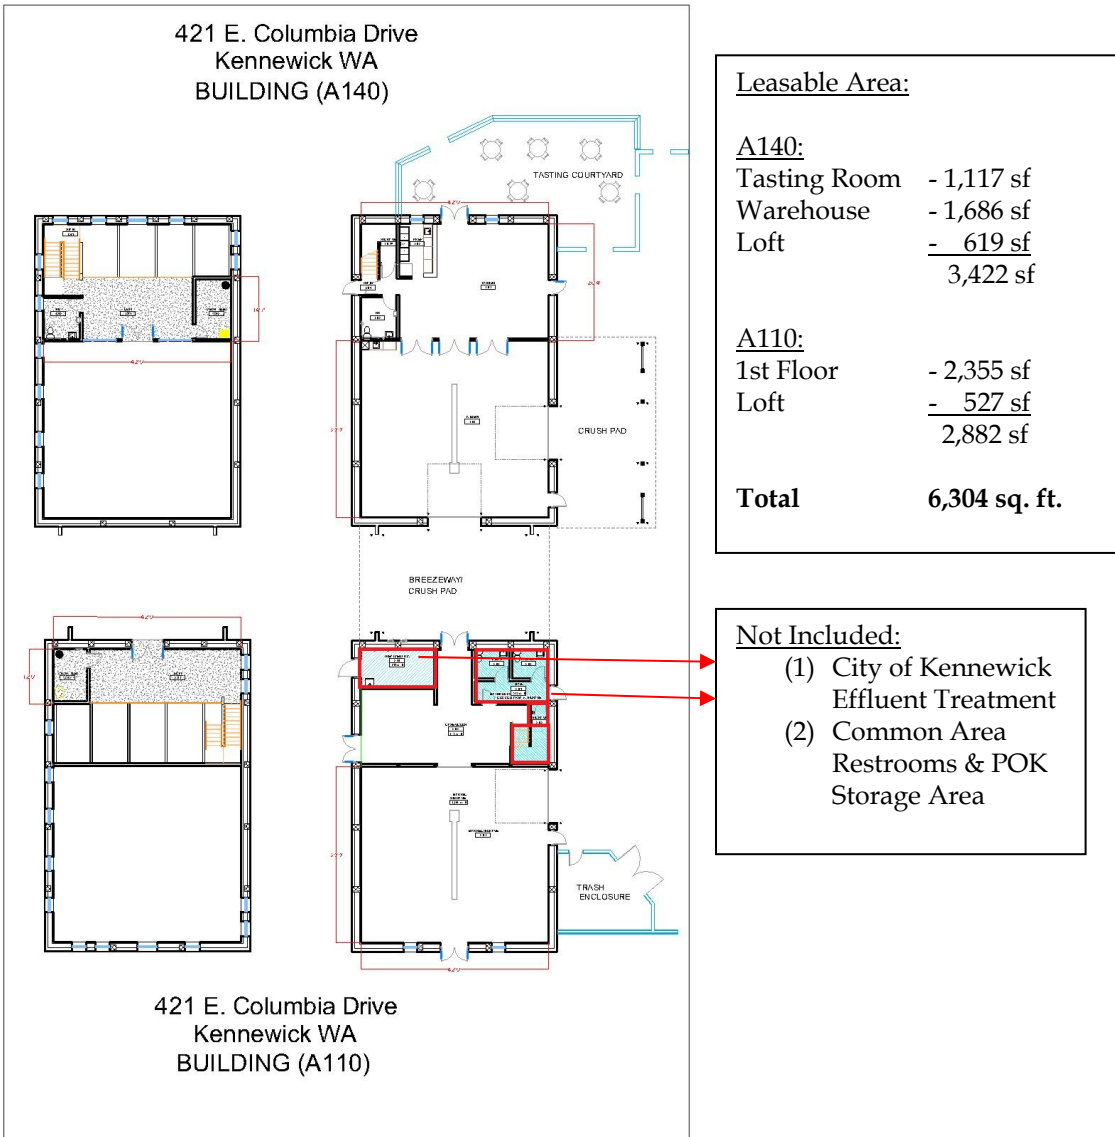 421 E. Columbia Drive
Kennewick WA
BUILDING (A140)
TASTING COURTYARD
CRUSH PAD
BREEZEWAY/
CRUSH PAD
TRASH
ENCLOSURE
421 E. Columbia Drive
Kennewick WA
BUILDING (A110)
Leasable Area:
A140:
Tasting Room - 1,117 sf
Warehouse - 1,686 sf
Loft - 619 sf
3,422 sf
A110:
1st Floor - 2,355 sf
Loft - 527 sf
2,882 sf
Total 6,304 sq. ft.
Not Included:
(1) City of Kennewick
Effluent Treatment
(2) Common Area
Restrooms & POK
Storage Area